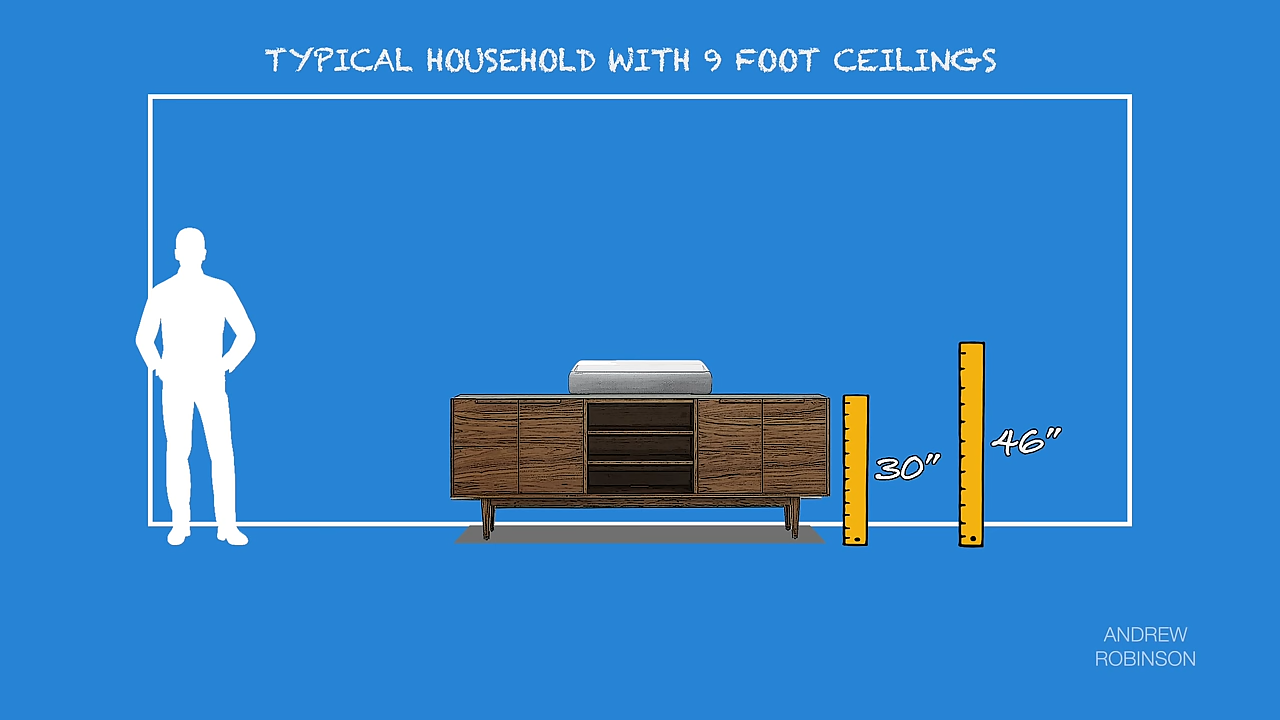 TYPICAL HOUSEHOLD WITH 9 FOOT CEILINGS
30”
46”
ANDREW
ROBINSON